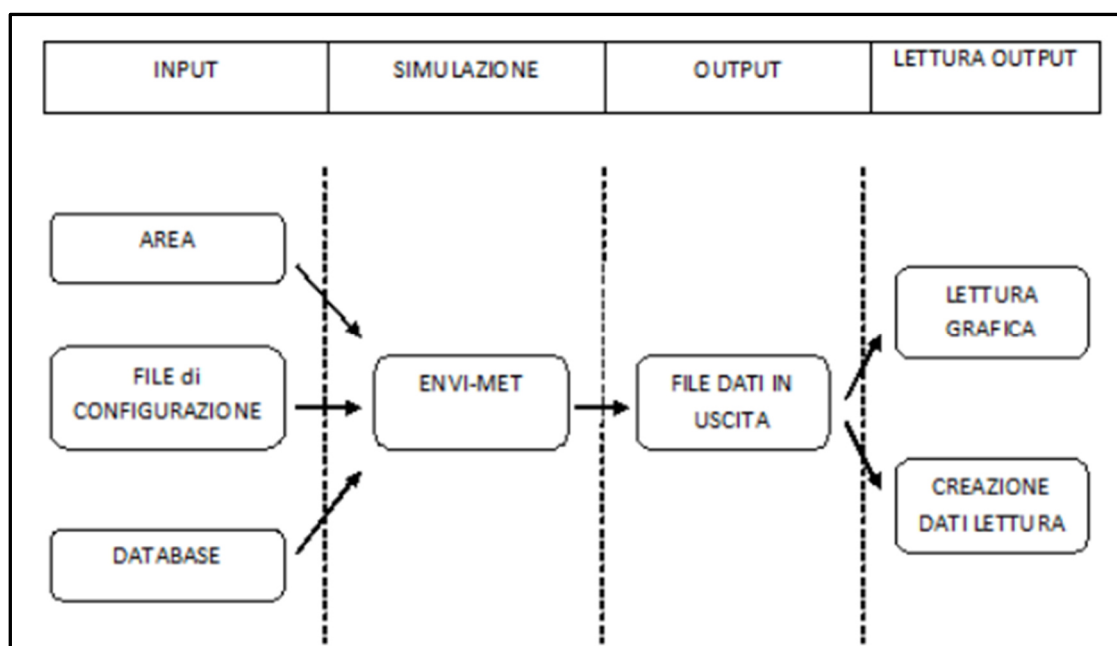 INPUT
SIMULAZIONE
OUTPUT
LETTURA OUTPUT
AREA
FILE di
CONFIGURAZIONE
DATABASE
ENVI-MET
FILE DATI IN
USCITA
LETTURA
GRAFICA
CREAZIONE
DATI LETTURA